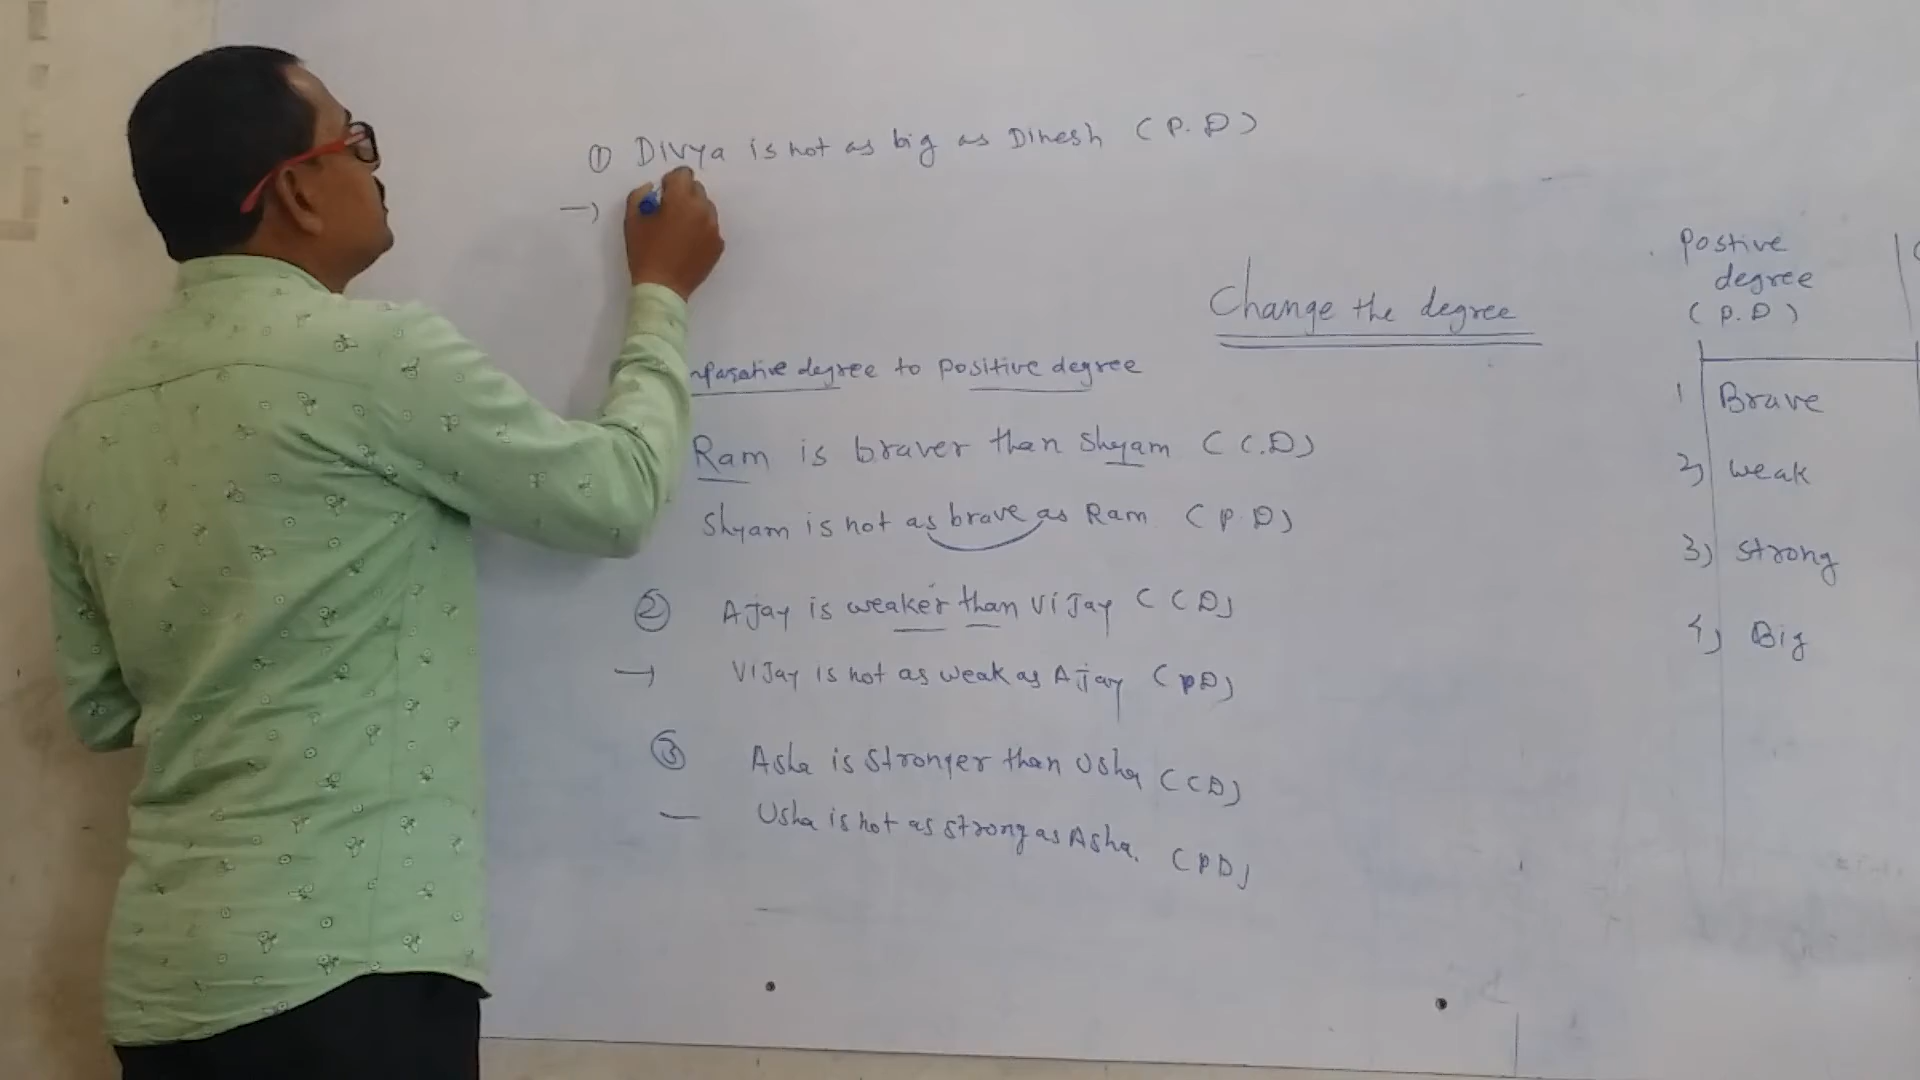 ① Divya is not as big as Dinesh (P.D)
→
Change the degree
degree to Positive degree
Ram is braver than Shyam (C.D)
Shyam is not as brave as Ram (P.D)
② Ajay is weaker than Vijay (CD)
→ Vijay is not as weak as Ajay (PD)
③ Asha is stronger than Usha (CD)
— Usha is not as strong as Asha. (PD)
Postive
degree
(P.D)
1 Brave
2) weak
3) strong
4) Big